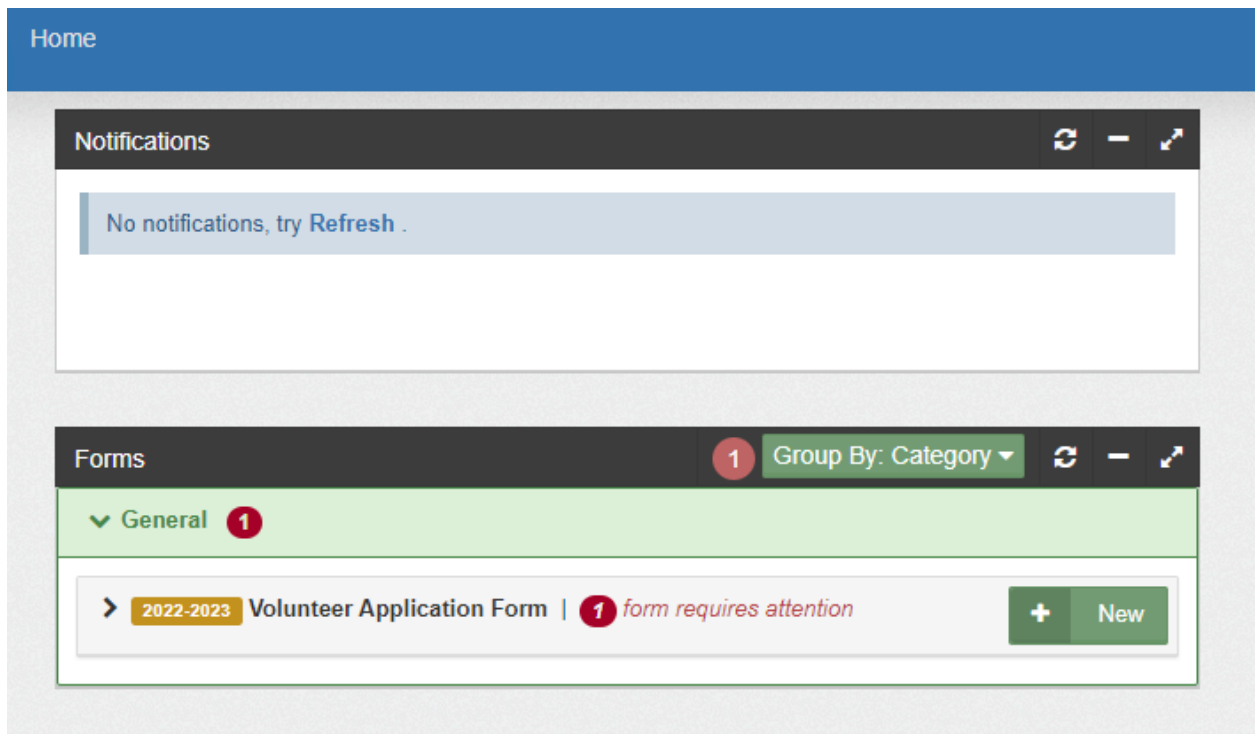 Home
Notifications
No notifications, try Refresh .
Forms 1 Group By: Category
General 1
2022-2023 Volunteer Application Form | 1 form requires attention + New